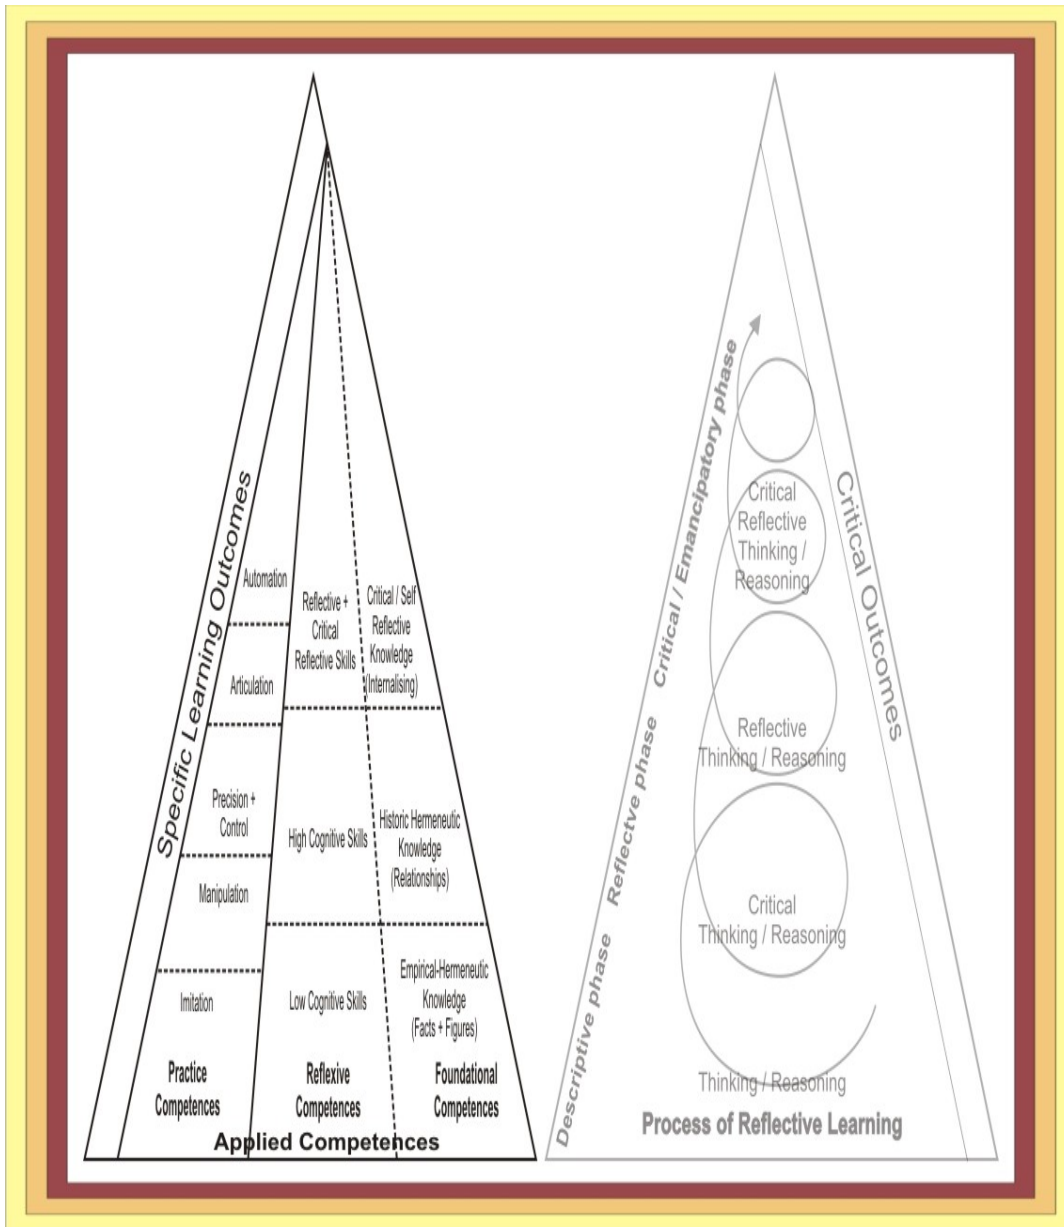 Specific Learning Outcomes
Automation
Articulation
Precision +
Control
Manipulation
Imitation
Practice
Competences
Reflective +
Critical
Reflective Skills
High Cognitive Skills
Low Cognitive Skills
Reflexive
Competences
Critical / Self
Reflective
Knowledge
(Internalising)
Historic Hermeneutic
Knowledge
(Relationships)
Empirical-Hermeneutic
Knowledge
(Facts + Figures)
Foundational
Competences
Applied Competences
Descriptive phase Reflectve phase Critical / Emancipatory phase
Critical
Reflective
Thinking /
Reasoning
Reflective
Thinking / Reasoning
Critical
Thinking / Reasoning
Thinking / Reasoning
Process of Reflective Learning
Critical Outcomes